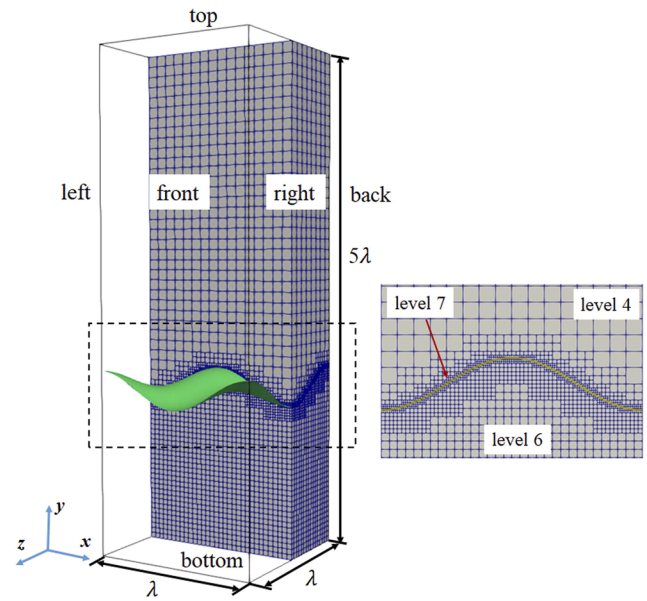 top
left
front
right
back
5λ
level 7
level 4
level 6
y
z
x
bottom
λ
λ